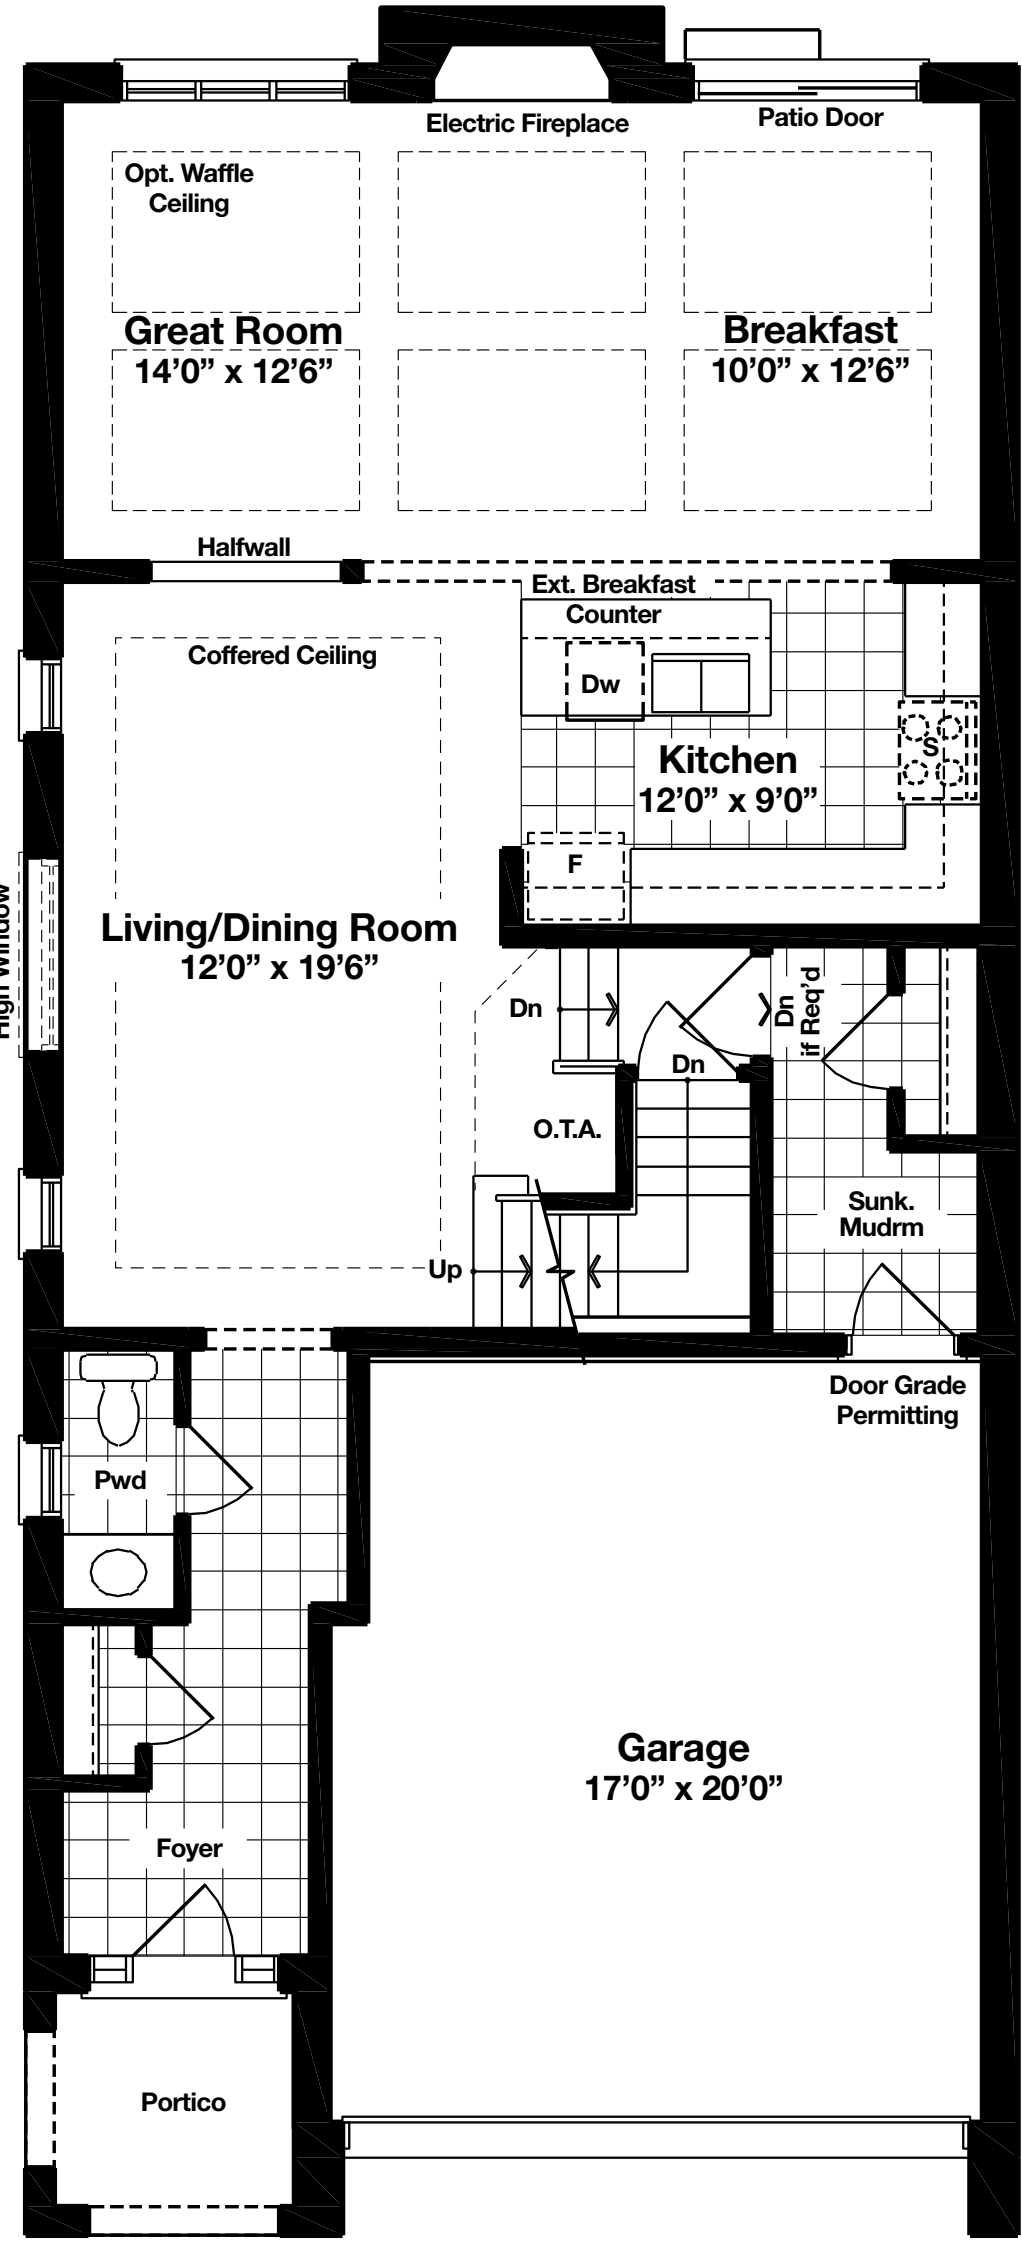 Electric Fireplace
Patio Door
Opt. Waffle
Ceiling
Great Room
14’0” x 12’6”
Breakfast
10’0” x 12’6”
Halfwall
Ext. Breakfast
Counter
Coffered Ceiling
Dw
S
Kitchen
12’0” x 9’0”
F
High Window
Living/Dining Room
12’0” x 19’6”
Dn
Dn
if Req’d
Dn
O.T.A.
Sunk.
Mudrm
Up
Door Grade
Permitting
Pwd
Garage
17’0” x 20’0”
Foyer
Portico